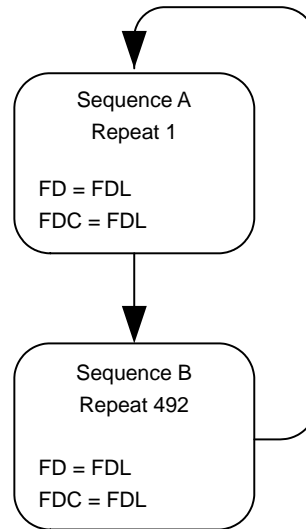 Sequence A
Repeat 1
FD = FDL
FDC = FDL
Sequence B
Repeat 492
FD = FDL
FDC = FDL